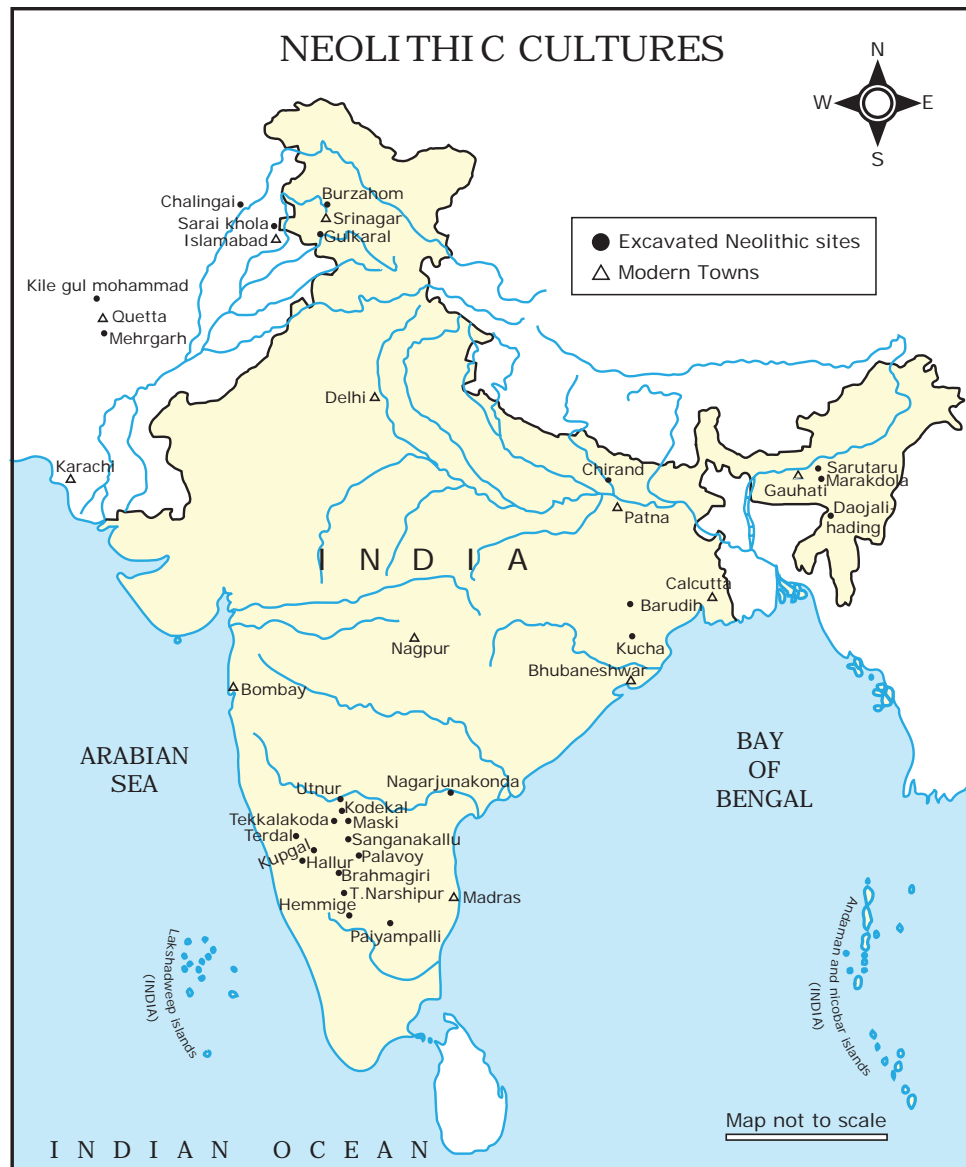 NEOLITHIC CULTURES
N
W
E
S
Excavated Neolithic sites
Modern Towns
Chalingai
Burzahom
Sarai khola
Srinagar
Islamabad
Gulkaral
Kile gul mohammad
Quetta
Mehrgarh
Delhi
Karachi
Chirand
Patna
Sarutaru
Marakdola
Gauhati
Daojali-
hading
INDIA
Calcutta
Barudih
Kucha
Nagpur
Bhubaneshwar
Bombay
ARABIAN
SEA
BAY
OF
BENGAL
Nagarjunakonda
Utnur
Kodekal
Tekkalakoda
Maski
Terdal
Sanganakallu
Kupgal
Palavoy
Hallur
Brahmagiri
T.Narshipur
Madras
Hemmige
Paiyampalli
Lakshadweep islands
(INDIA)
Andaman and nicobar islands
(INDIA)
Map not to scale
INDIAN OCEAN